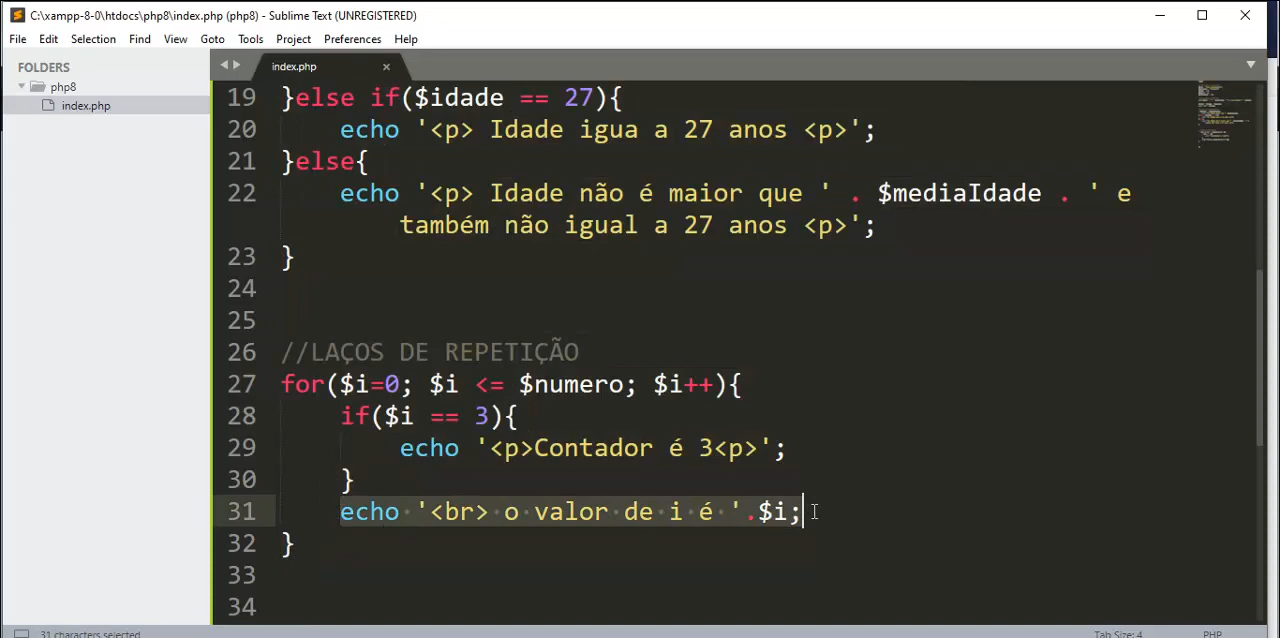 C:\xampp-8-0\htdocs\php8\index.php (php8) - Sublime Text (UNREGISTERED)
File Edit Selection Find View Goto Tools Project Preferences Help
FOLDERS
php8
index.php
index.php
19 }else if($idade == 27){
20 echo '<p> Idade igua a 27 anos <p>';
21 }else{
22 echo '<p> Idade não é maior que ' . $mediaIdade . ' e
também não igual a 27 anos <p>';
23 }
24
25
26 //LAÇOS DE REPETIÇÃO
27 for($i=0; $i <= $numero; $i++){
28 if($i == 3){
29 echo '<p>Contador é 3<p>';
30 }
31 echo '<br> o valor de i é '.$i;
32 }
33
34
31 characters selected
Tab Size: 4
PHP